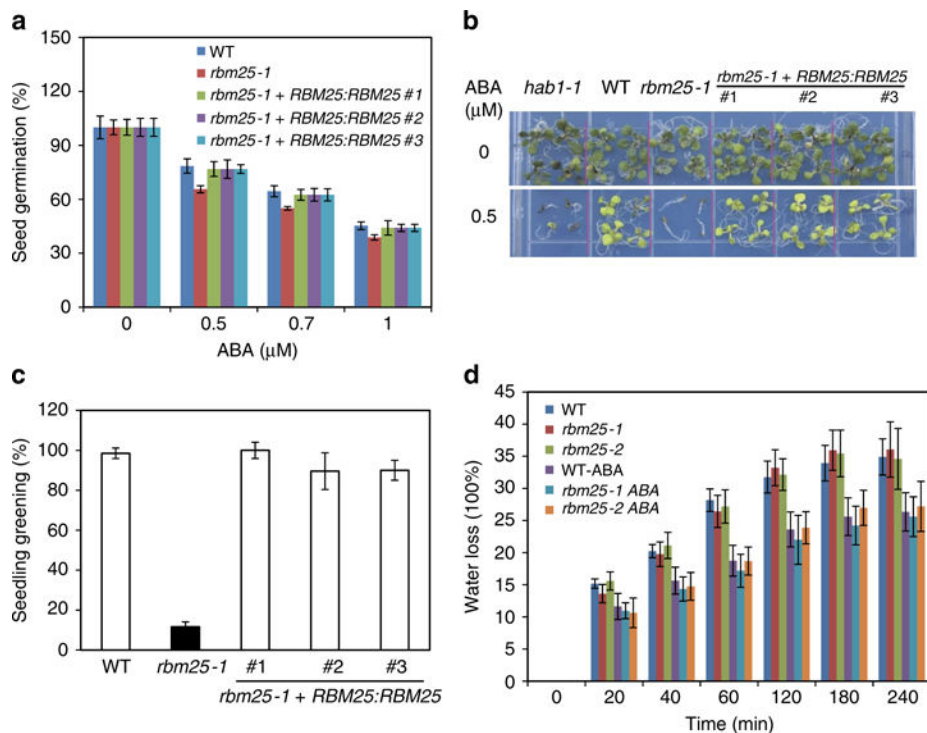 a
150
120
90
60
30
0
Seed germination (%)
WT
rbm25-1
rbm25-1 + RBM25:RBM25 #1
rbm25-1 + RBM25:RBM25 #2
rbm25-1 + RBM25:RBM25 #3
0 0.5 0.7 1
ABA (μM)
b
ABA
(μM)
hab1-1 WT rbm25-1 rbm25-1 + RBM25:RBM25
#1 #2 #3
0
0.5
c
120
100
80
60
40
20
0
Seedling greening (%)
WT rbm25-1 #1 #2 #3
rbm25-1 + RBM25:RBM25
d
45
40
35
30
25
20
15
10
5
0
Water loss (100%)
WT
rbm25-1
rbm25-2
WT-ABA
rbm25-1 ABA
rbm25-2 ABA
0 20 40 60 120 180 240
Time (min)